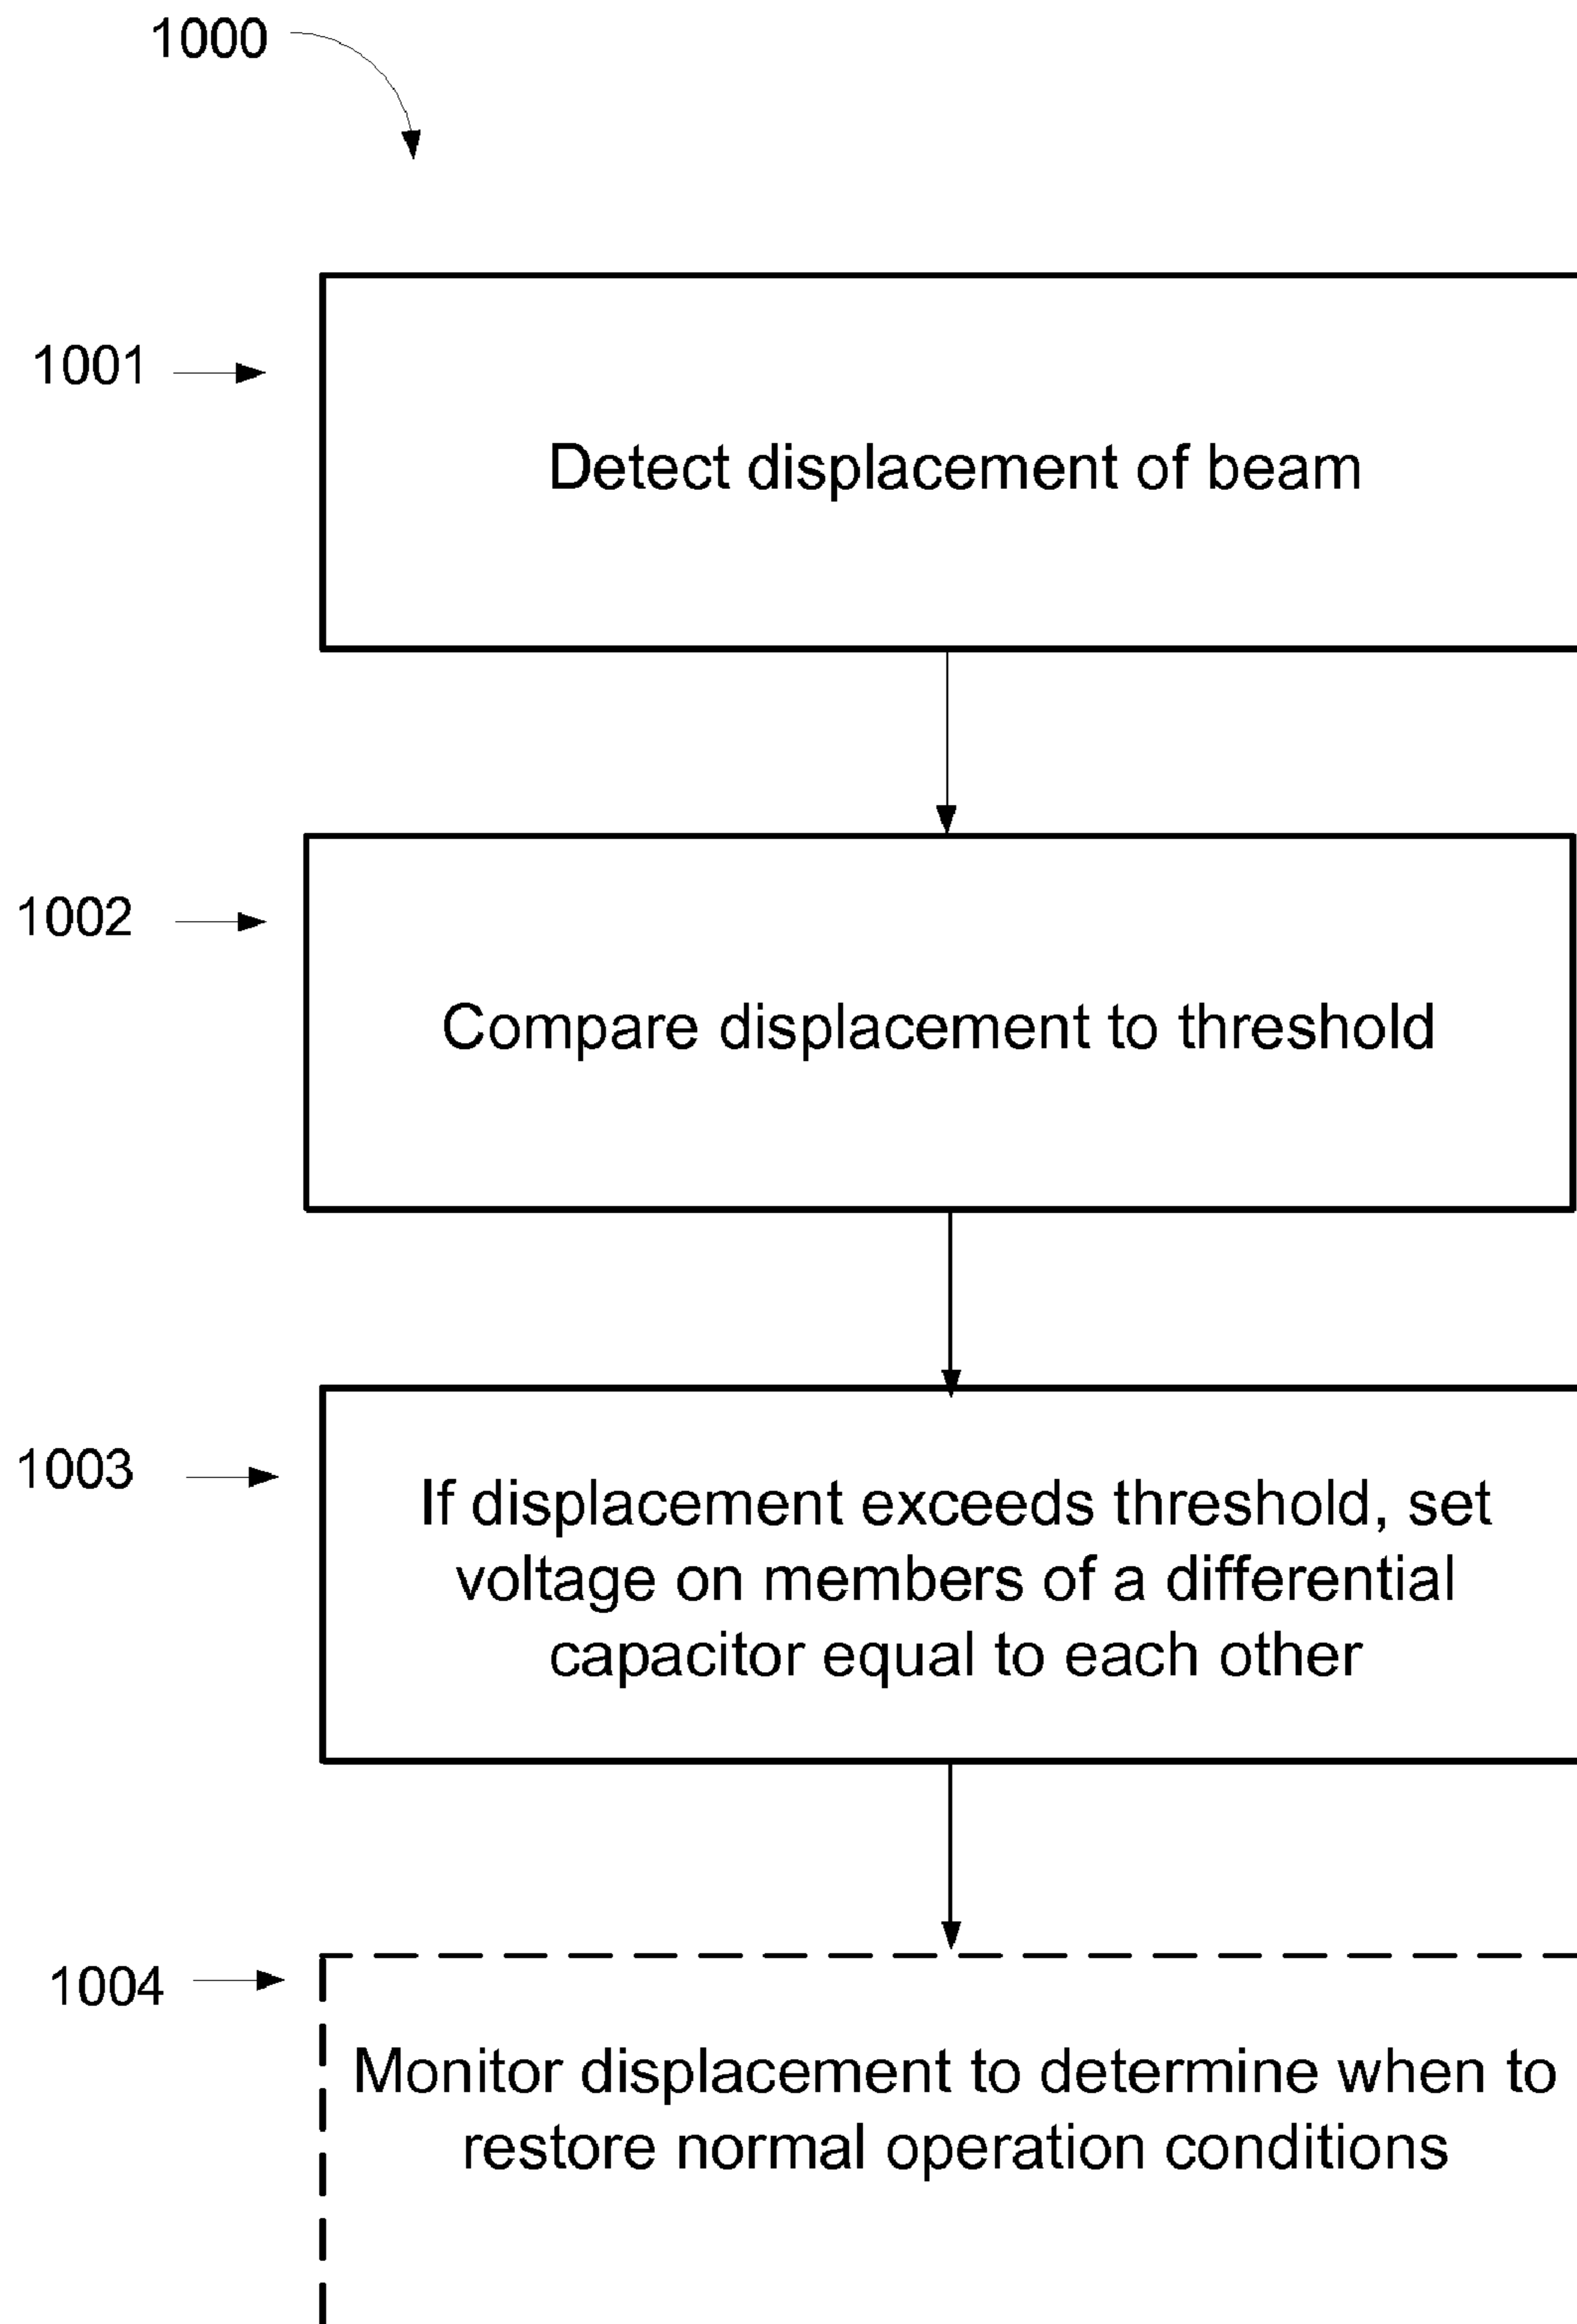 1000
1001
Detect displacement of beam
1002
Compare displacement to threshold
1003
If displacement exceeds threshold, set
voltage on members of a differential
capacitor equal to each other
1004
Monitor displacement to determine when to
restore normal operation conditions